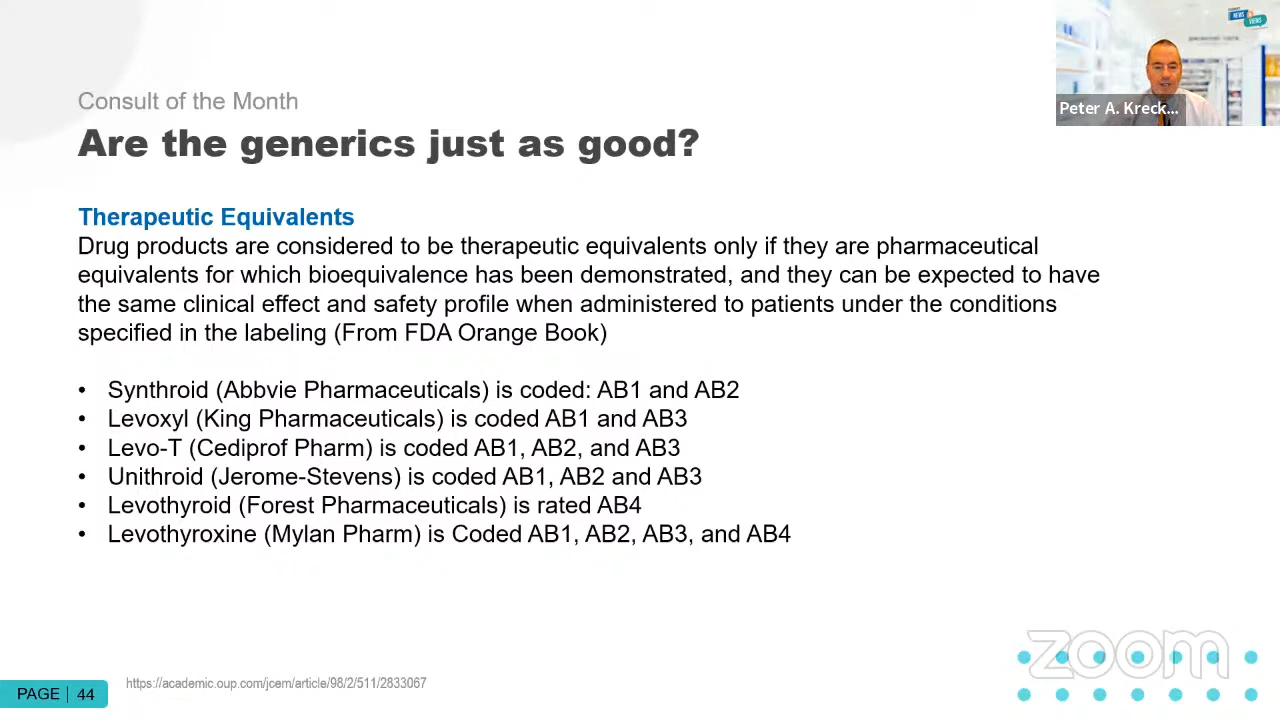 NEWS
VIEWS
Peter A. Kreck...
Consult of the Month
Are the generics just as good?
Therapeutic Equivalents
Drug products are considered to be therapeutic equivalents only if they are pharmaceutical
equivalents for which bioequivalence has been demonstrated, and they can be expected to have
the same clinical effect and safety profile when administered to patients under the conditions
specified in the labeling (From FDA Orange Book)
• Synthroid (Abbvie Pharmaceuticals) is coded: AB1 and AB2
• Levoxyl (King Pharmaceuticals) is coded AB1 and AB3
• Levo-T (Cediprof Pharm) is coded AB1, AB2, and AB3
• Unithroid (Jerome-Stevens) is coded AB1, AB2 and AB3
• Levothyroid (Forest Pharmaceuticals) is rated AB4
• Levothyroxine (Mylan Pharm) is Coded AB1, AB2, AB3, and AB4
zoom
https://academic.oup.com/jcem/article/98/2/511/2833067
PAGE | 44